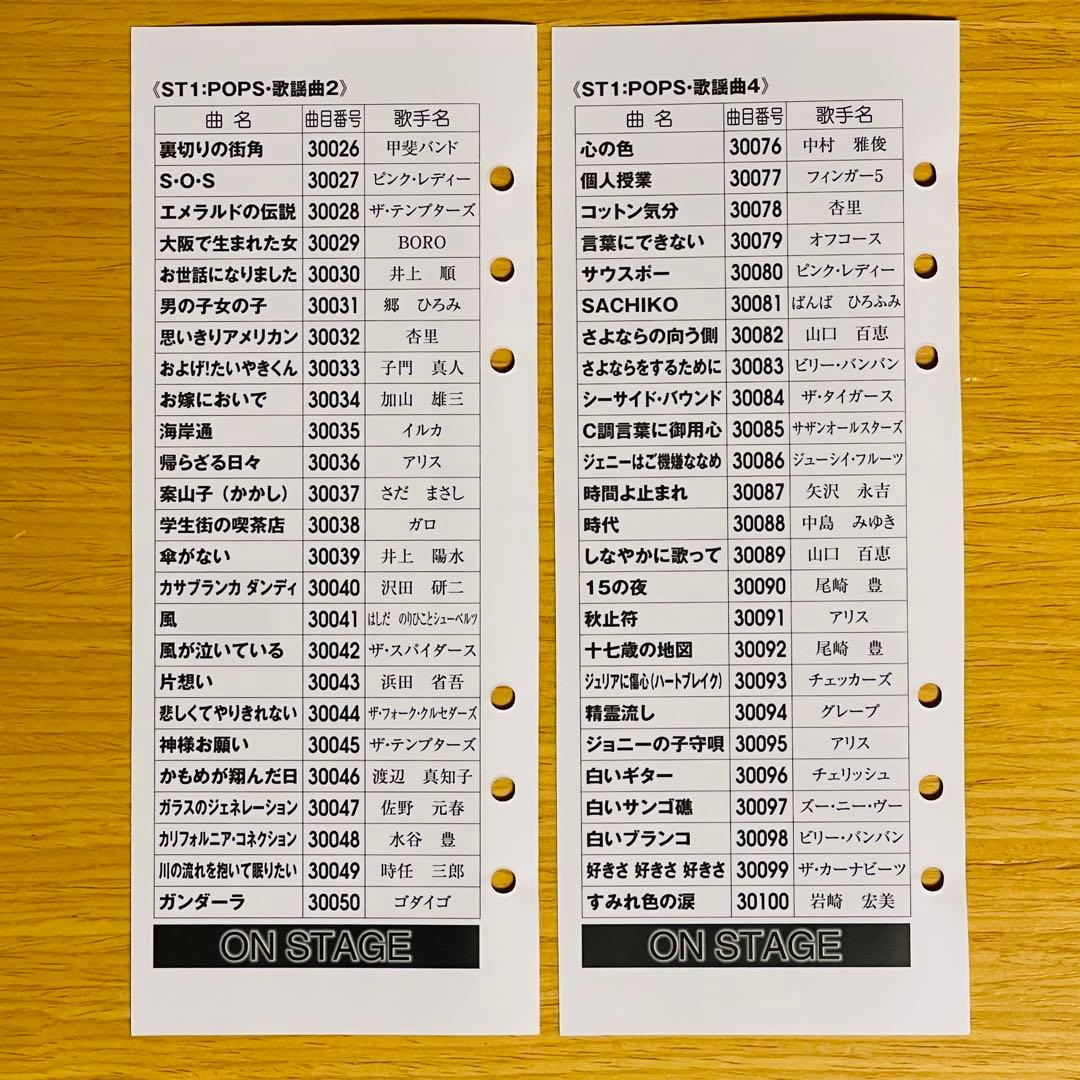 《ST1:POPS・歌謡曲2》
曲 名 曲目番号 歌手名
裏切りの街角 30026 甲斐バンド
S・O・S 30027 ピンク・レディー
エメラルドの伝説 30028 ザ・テンプターズ
大阪で生まれた女 30029 BORO
お世話になりました 30030 井上 順
男の子女の子 30031 郷 ひろみ
思いきりアメリカン 30032 杏里
およげ!たいやきくん 30033 子門 真人
お嫁においで 30034 加山 雄三
海岸通 30035 イルカ
帰らざる日々 30036 アリス
案山子（かかし） 30037 さだ まさし
学生街の喫茶店 30038 ガロ
傘がない 30039 井上 陽水
カサブランカ ダンディ 30040 沢田 研二
風 30041 はしだ のりひことシューベルツ
風が泣いている 30042 ザ・スパイダース
片想い 30043 浜田 省吾
悲しくてやりきれない 30044 ザ・フォーク・クルセダーズ
神様お願い 30045 ザ・テンプターズ
かもめが翔んだ日 30046 渡辺 真知子
ガラスのジェネレーション 30047 佐野 元春
カリフォルニア・コネクション 30048 水谷 豊
川の流れを抱いて眠りたい 30049 時任 三郎
ガンダーラ 30050 ゴダイゴ
ON STAGE
《ST1:POPS・歌謡曲4》
曲 名 曲目番号 歌手名
心の色 30076 中村 雅俊
個人授業 30077 フィンガー5
コットン気分 30078 杏里
言葉にできない 30079 オフコース
サウスポー 30080 ピンク・レディー
SACHIKO 30081 ばんば ひろふみ
さよならの向う側 30082 山口 百恵
さよならをするために 30083 ビリー・バンバン
シーサイド・バウンド 30084 ザ・タイガース
C調言葉に御用心 30085 サザンオールスターズ
ジェニーはご機嫌ななめ 30086 ジューシイ・フルーツ
時間よ止まれ 30087 矢沢 永吉
時代 30088 中島 みゆき
しなやかに歌って 30089 山口 百恵
15の夜 30090 尾崎 豊
秋止符 30091 アリス
十七歳の地図 30092 尾崎 豊
ジュリアに傷心(ハートブレイク) 30093 チェッカーズ
精霊流し 30094 グレープ
ジョニーの子守唄 30095 アリス
白いギター 30096 チェリッシュ
白いサンゴ礁 30097 ズー・ニー・ヴー
白いブランコ 30098 ビリー・バンバン
好きさ 好きさ 好きさ 30099 ザ・カーナビーツ
すみれ色の涙 30100 岩崎 宏美
ON STAGE